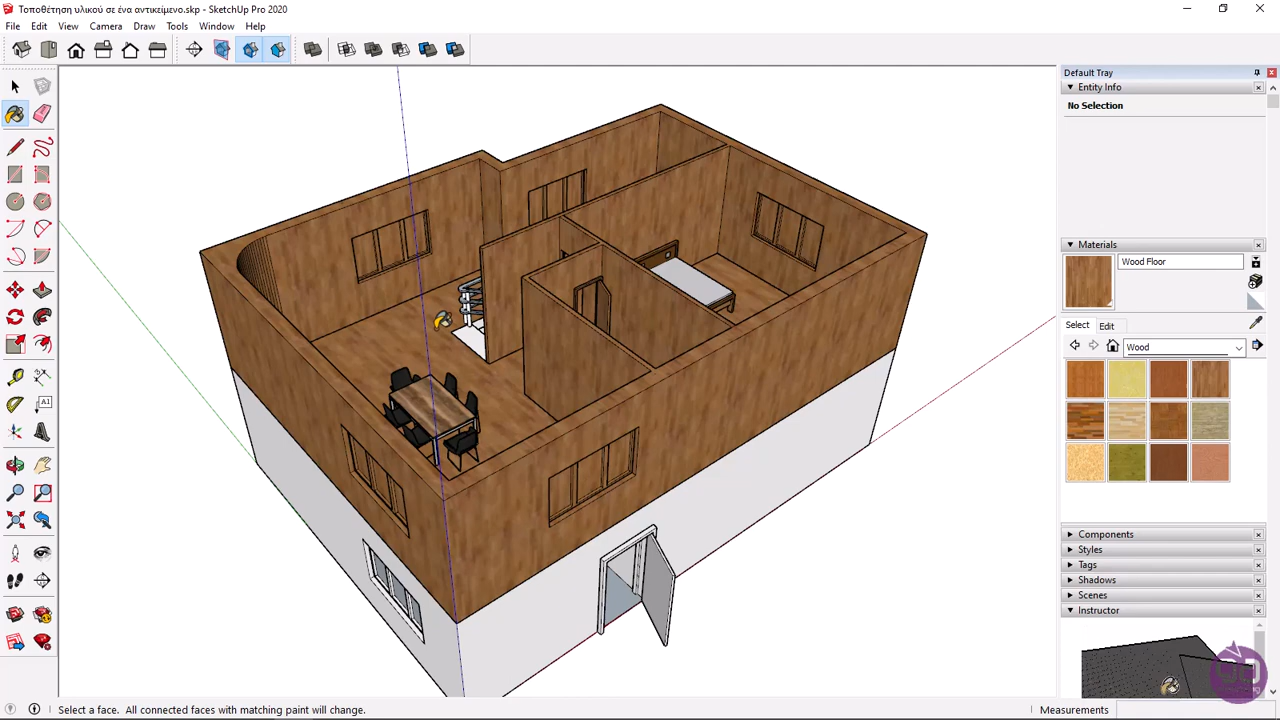 Τοποθέτηση υλικού σε ένα αντικείμενο.skp - SketchUp Pro 2020
File Edit View Camera Draw Tools Window Help
Default Tray
Entity Info
No Selection
A1
Materials
Wood Floor
Select Edit
Wood
Components
Styles
Tags
Shadows
Scenes
Instructor
Select a face. All connected faces with matching paint will change.
Measurements